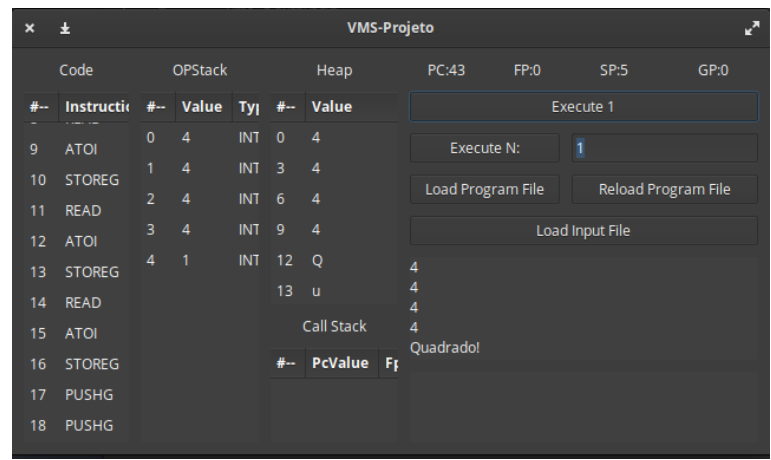 VMS-Projeto
Code OPStack Heap PC:43 FP:0 SP:5 GP:0
#-- Instructio #-- Value Typ #-- Value
Execute 1
9 ATOI
10 STOREG
11 READ
12 ATOI
13 STOREG
14 READ
15 ATOI
16 STOREG
17 PUSHG
18 PUSHG
0 4 INT
1 4 INT
2 4 INT
3 4 INT
4 1 INT
0 4
3 4
6 4
9 4
12 Q
13 u
Call Stack
#-- PcValue Fp
Execute N: 1
Load Program File Reload Program File
Load Input File
4
4
4
4
Quadrado!